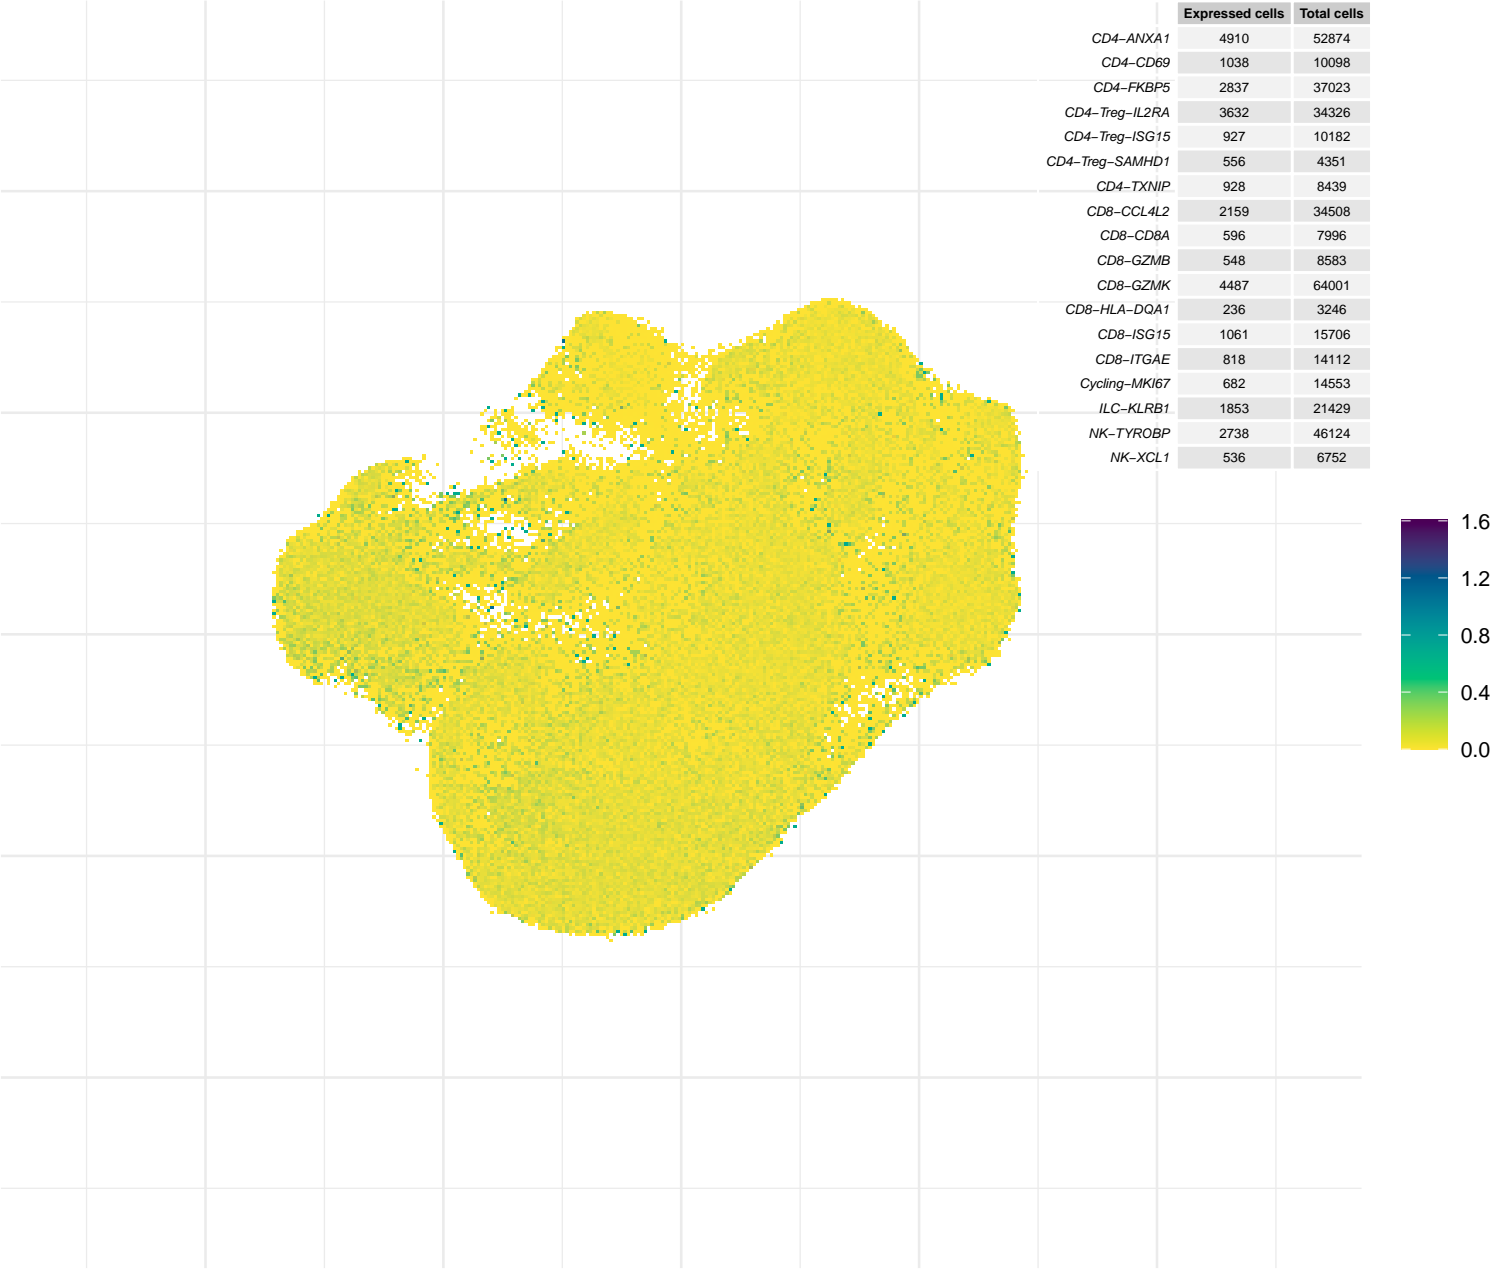 Expressed cells Total cells
CD4−ANXA1 4910 52874
CD4−CD69 1038 10098
CD4−FKBP5 2837 37023
CD4−Treg−IL2RA 3632 34326
CD4−Treg−ISG15 927 10182
CD4−Treg−SAMHD1 556 4351
CD4−TXNIP 928 8439
CD8−CCL4L2 2159 34508
CD8−CD8A 596 7996
CD8−GZMB 548 8583
CD8−GZMK 4487 64001
CD8−HLA−DQA1 236 3246
CD8−ISG15 1061 15706
CD8−ITGAE 818 14112
Cycling−MKI67 682 14553
ILC−KLRB1 1853 21429
NK−TYROBP 2738 46124
NK−XCL1 536 6752
1.6
1.2
0.8
0.4
0.0